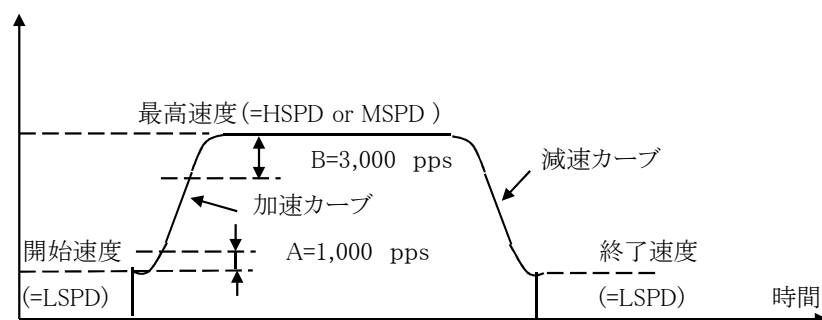 最高速度(=HSPD or MSPD )
B=3,000 pps
減速カーブ
加速カーブ
開始速度
A=1,000 pps
終了速度
(=LSPD)
(=LSPD)
時間